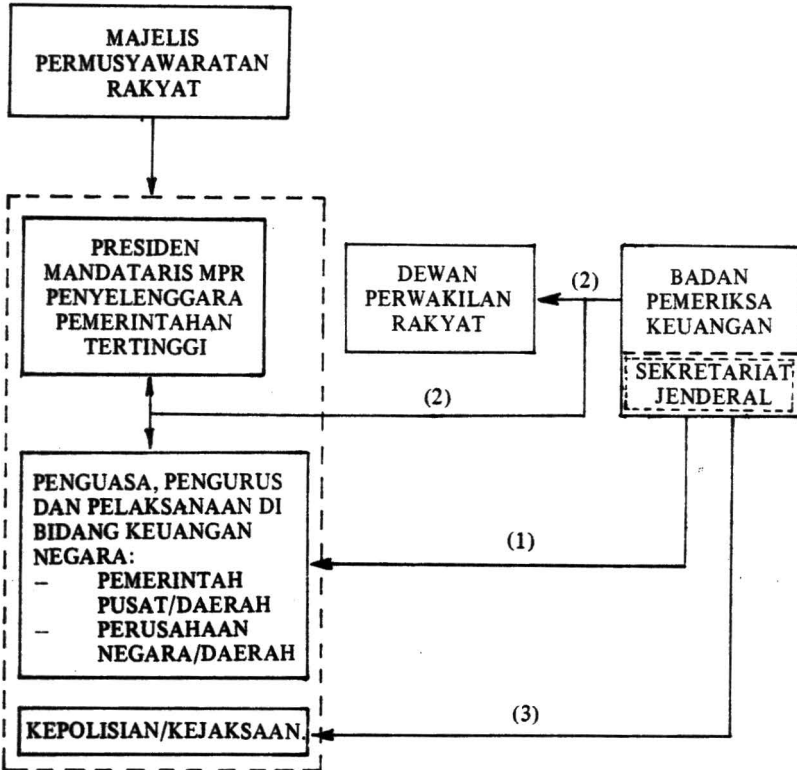 MAJELIS
PERMUSYAWARATAN
RAKYAT
PRESIDEN
MANDATARIS MPR
PENYELENGGARA
PEMERINTAHAN
TERTINGGI
DEWAN
PERWAKILAN
RAKYAT
(2)
BADAN
PEMERIKSA
KEUANGAN
SEKRETARIAT
JENDERAL
(2)
PENGUASA, PENGURUS
DAN PELAKSANAAN DI
BIDANG KEUANGAN
NEGARA:
– PEMERINTAH
PUSAT/DAERAH
– PERUSAHAAN
NEGARA/DAERAH
(1)
KEPOLISIAN/KEJAKSAAN.
(3)